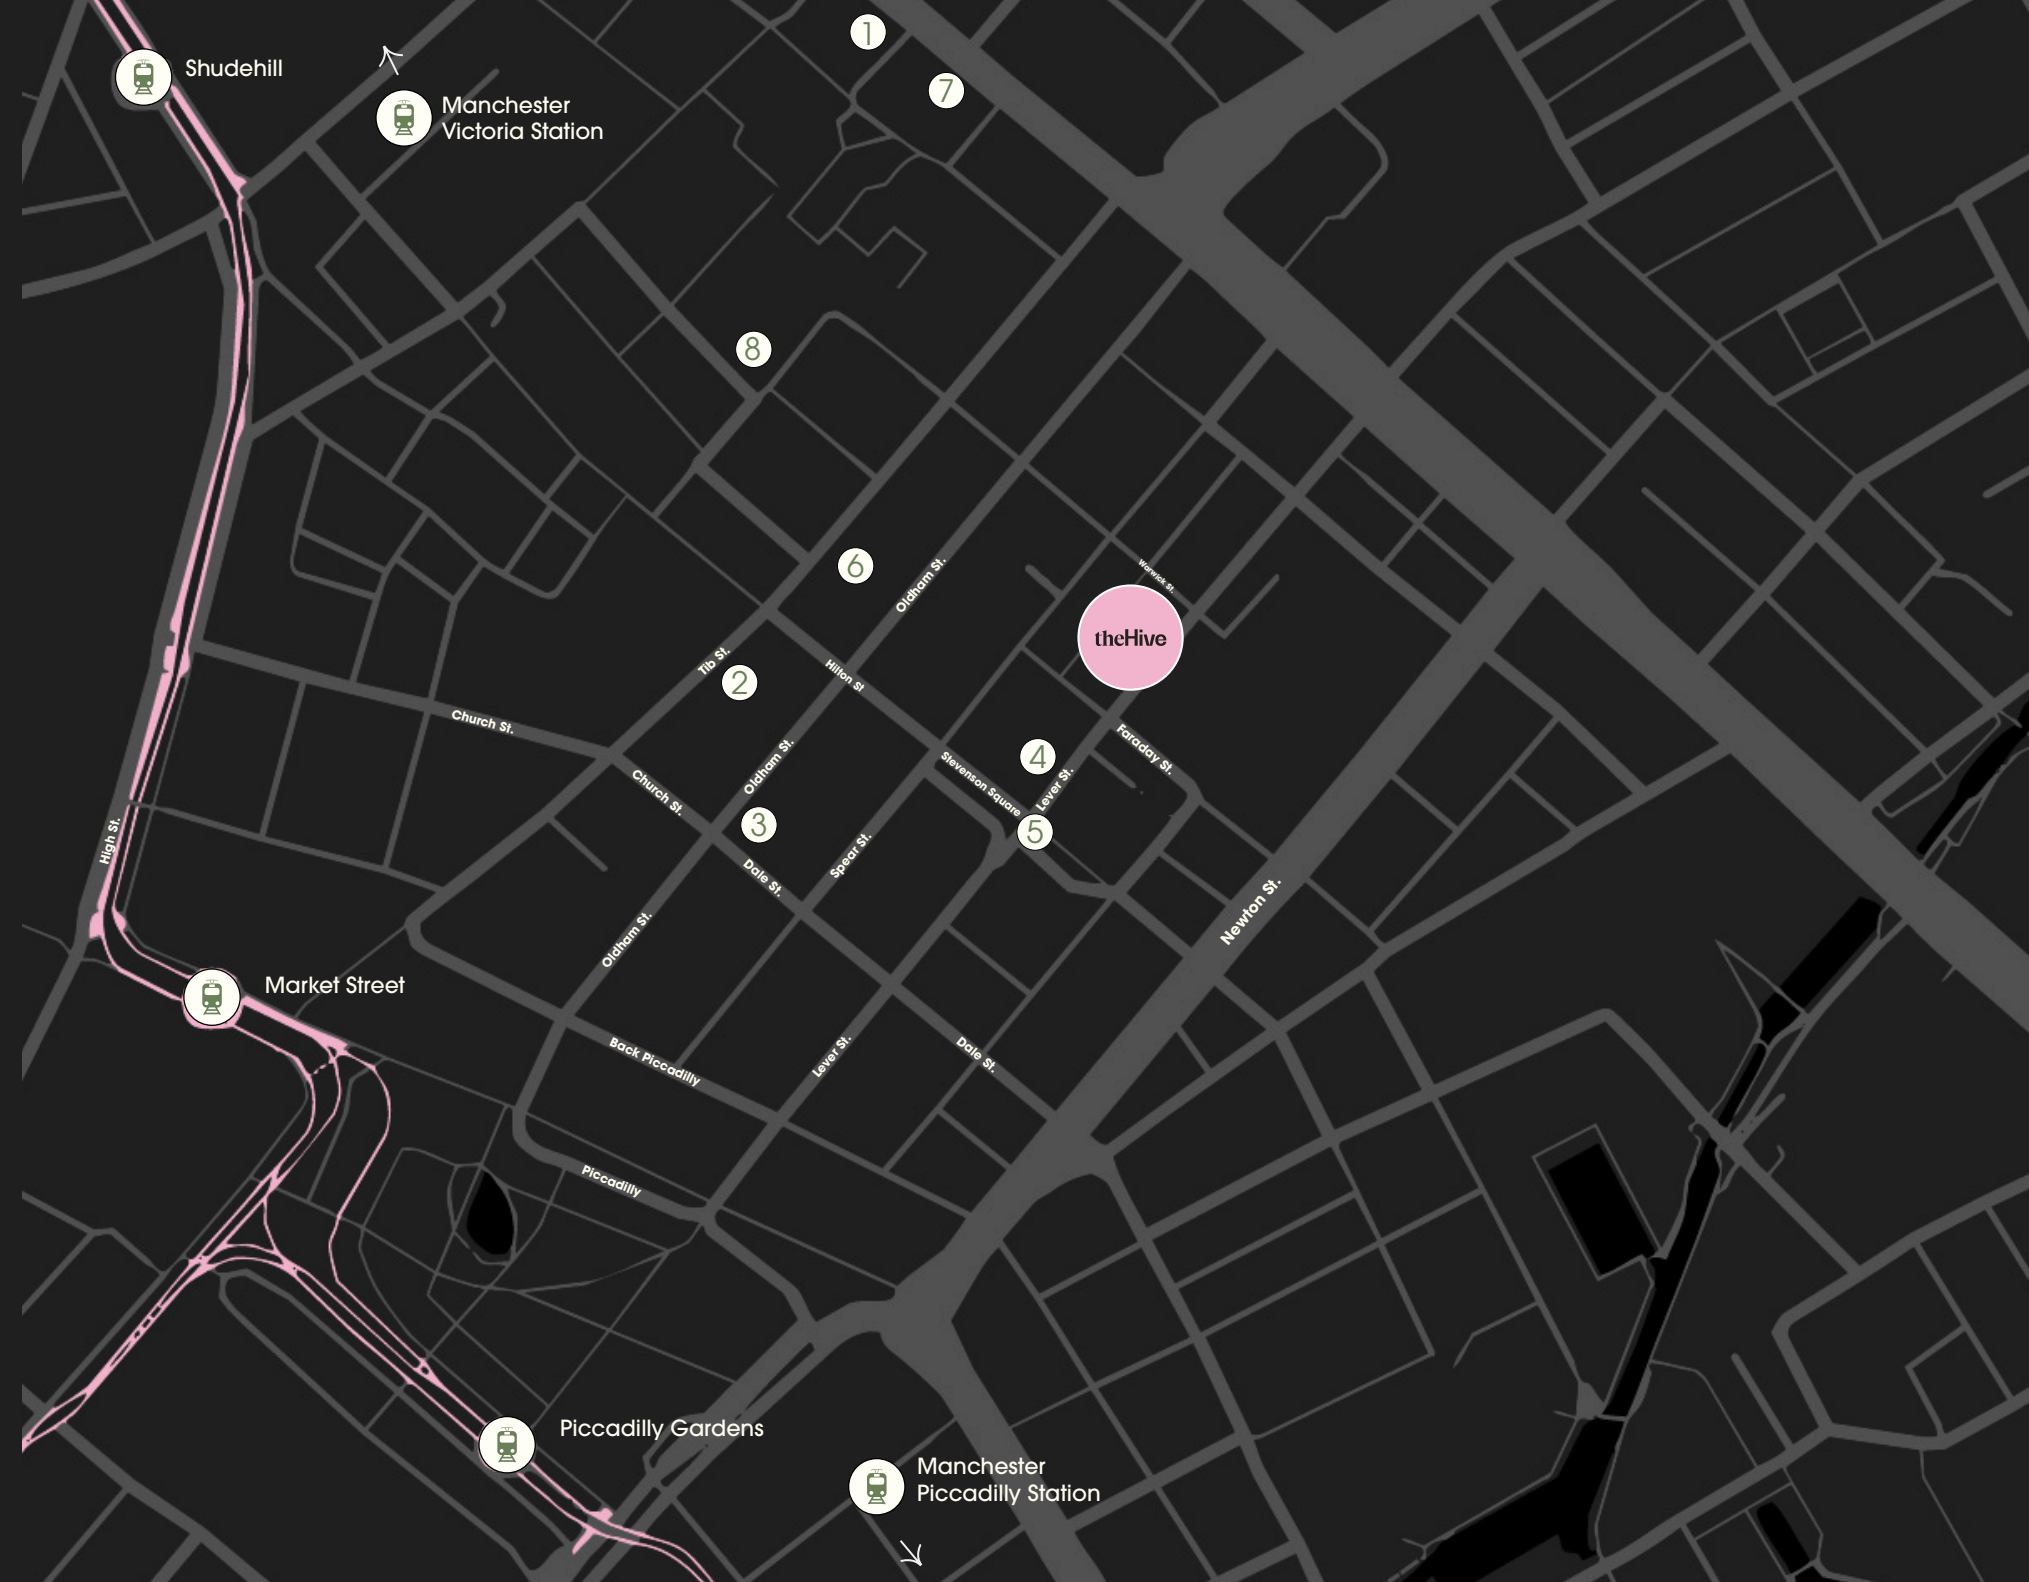 1
Shudehill
7
Manchester
Victoria Station
8
6
Oldham St.
Warwick St.
theHive
Tib St.
2
Hilton St
Church St.
Faraday St.
4
Stevenson Square
Oldham St.
Lever St.
Church St.
3
5
High St.
Spear St.
Dale St.
Newton St.
Oldham St.
Market Street
Back Piccadilly
Lever St.
Dale St.
Piccadilly
Piccadilly Gardens
Manchester
Piccadilly Station